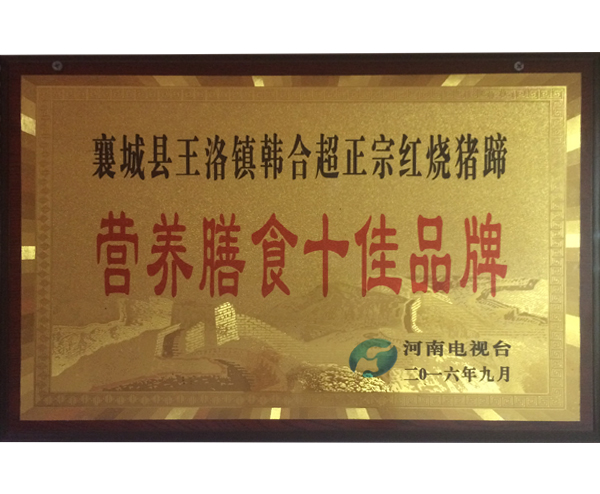 襄城县王洛镇韩合超正宗红烧猪蹄
营养膳食十佳品牌
河南电视台
二0一六年九月